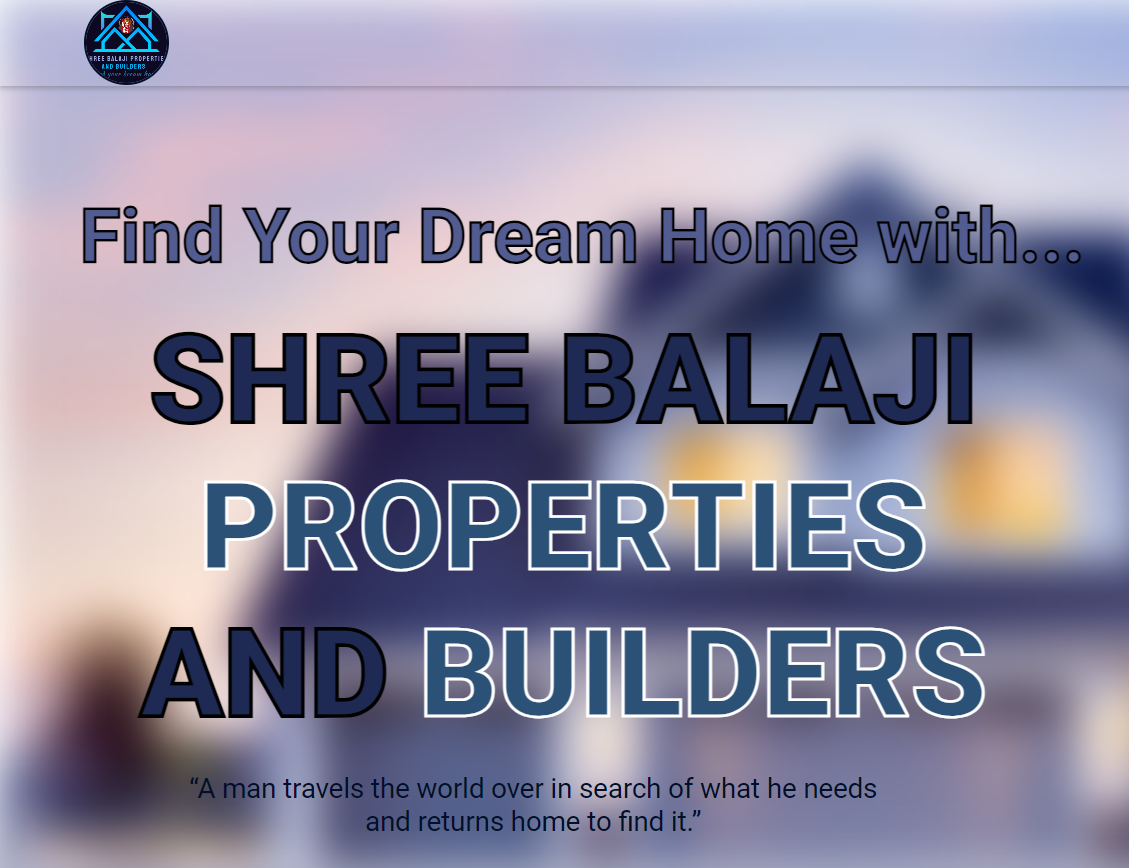 HREE BALAJI PROPERTIE
AND BUILDERS
Find Your Dream Home with...
SHREE BALAJI
PROPERTIES
AND BUILDERS
“A man travels the world over in search of what he needs
and returns home to find it.”